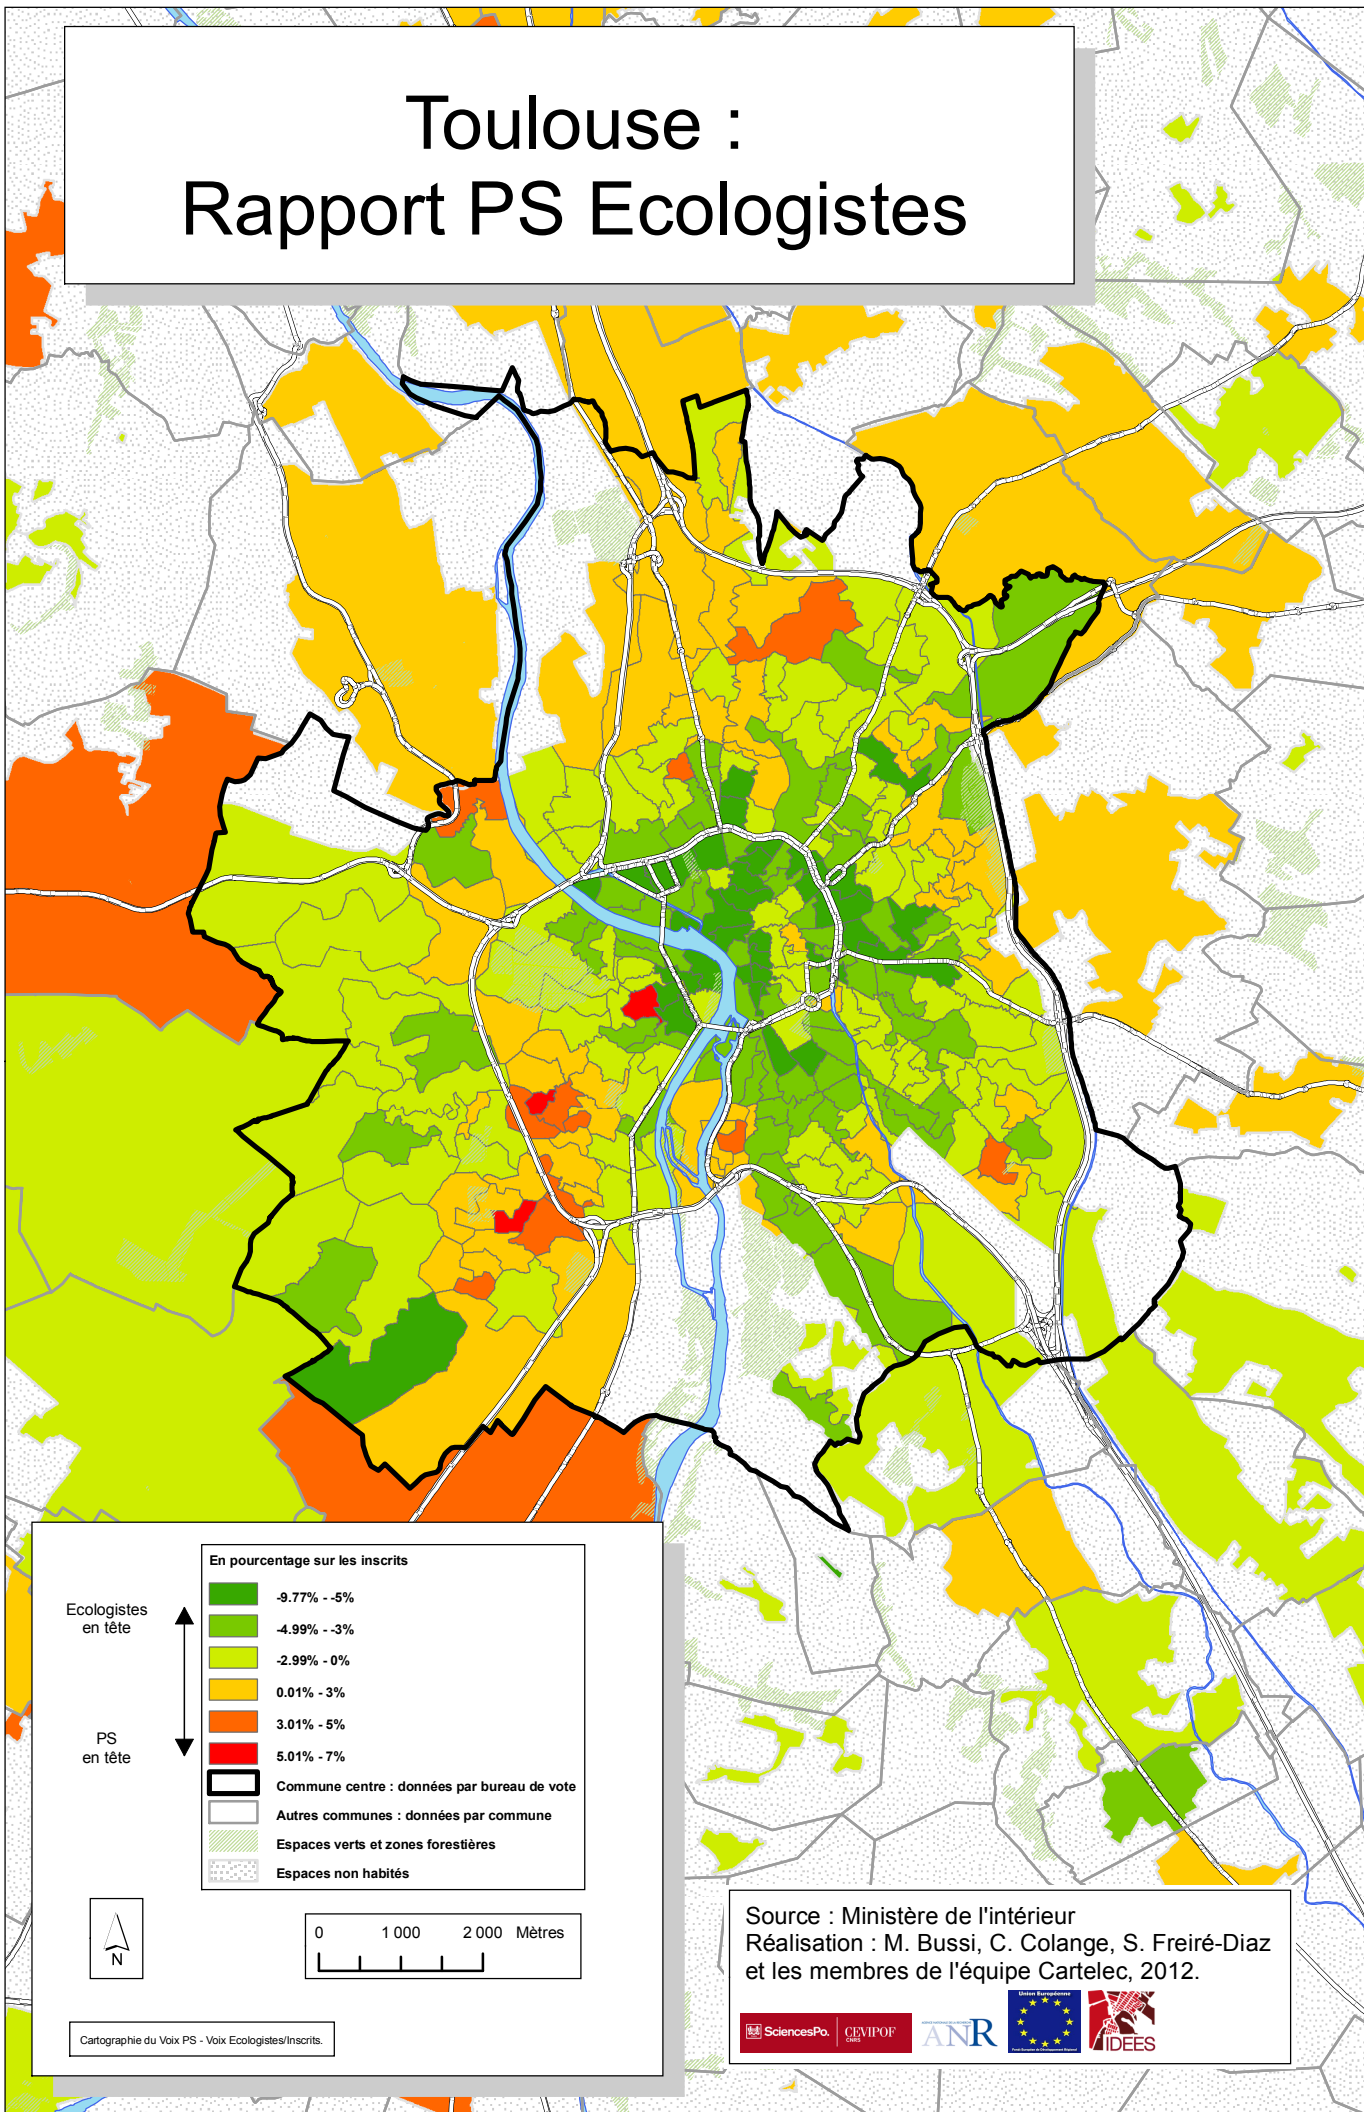 Toulouse :
Rapport PS Ecologistes
En pourcentage sur les inscrits
Ecologistes
en tête
PS
en tête
-9.77% - -5%
-4.99% - -3%
-2.99% - 0%
0.01% - 3%
3.01% - 5%
5.01% - 7%
Commune centre : données par bureau de vote
Autres communes : données par commune
Espaces verts et zones forestières
Espaces non habités
N
0 1 000 2 000 Mètres
Cartographie du Voix PS - Voix Ecologistes/Inscrits.
Source : Ministère de l'intérieur
Réalisation : M. Bussi, C. Colange, S. Freiré-Diaz
et les membres de l'équipe Cartelec, 2012.
SciencesPo.
CEVIPOF
CNRS
ANR
Union Européenne
IDEES